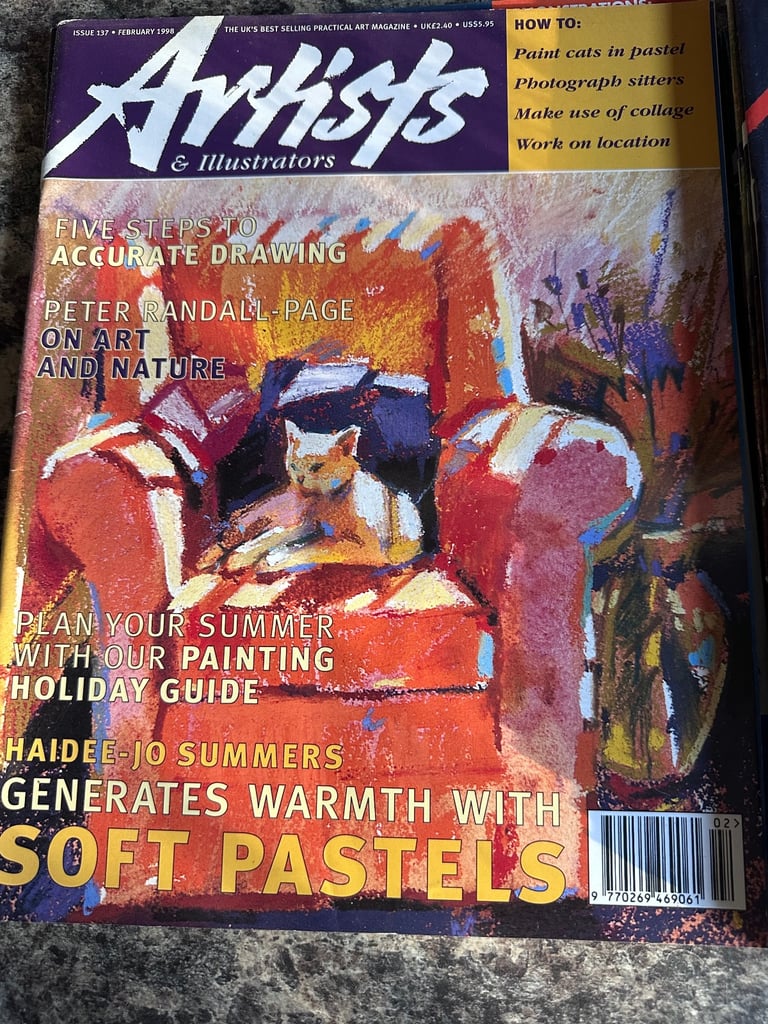 ISSUE 137 • FEBRUARY 1998
THE UK'S BEST SELLING PRACTICAL ART MAGAZINE • UK£2.40 • US$5.95
Artists
& Illustrators
HOW TO:
Paint cats in pastel
Photograph sitters
Make use of collage
Work on location
FIVE STEPS TO
ACCURATE DRAWING
PETER RANDALL-PAGE
ON ART
AND NATURE
PLAN YOUR SUMMER
WITH OUR PAINTING
HOLIDAY GUIDE
HAIDEE-JO SUMMERS
GENERATES WARMTH WITH
SOFT PASTELS
02>
9 770269 469061